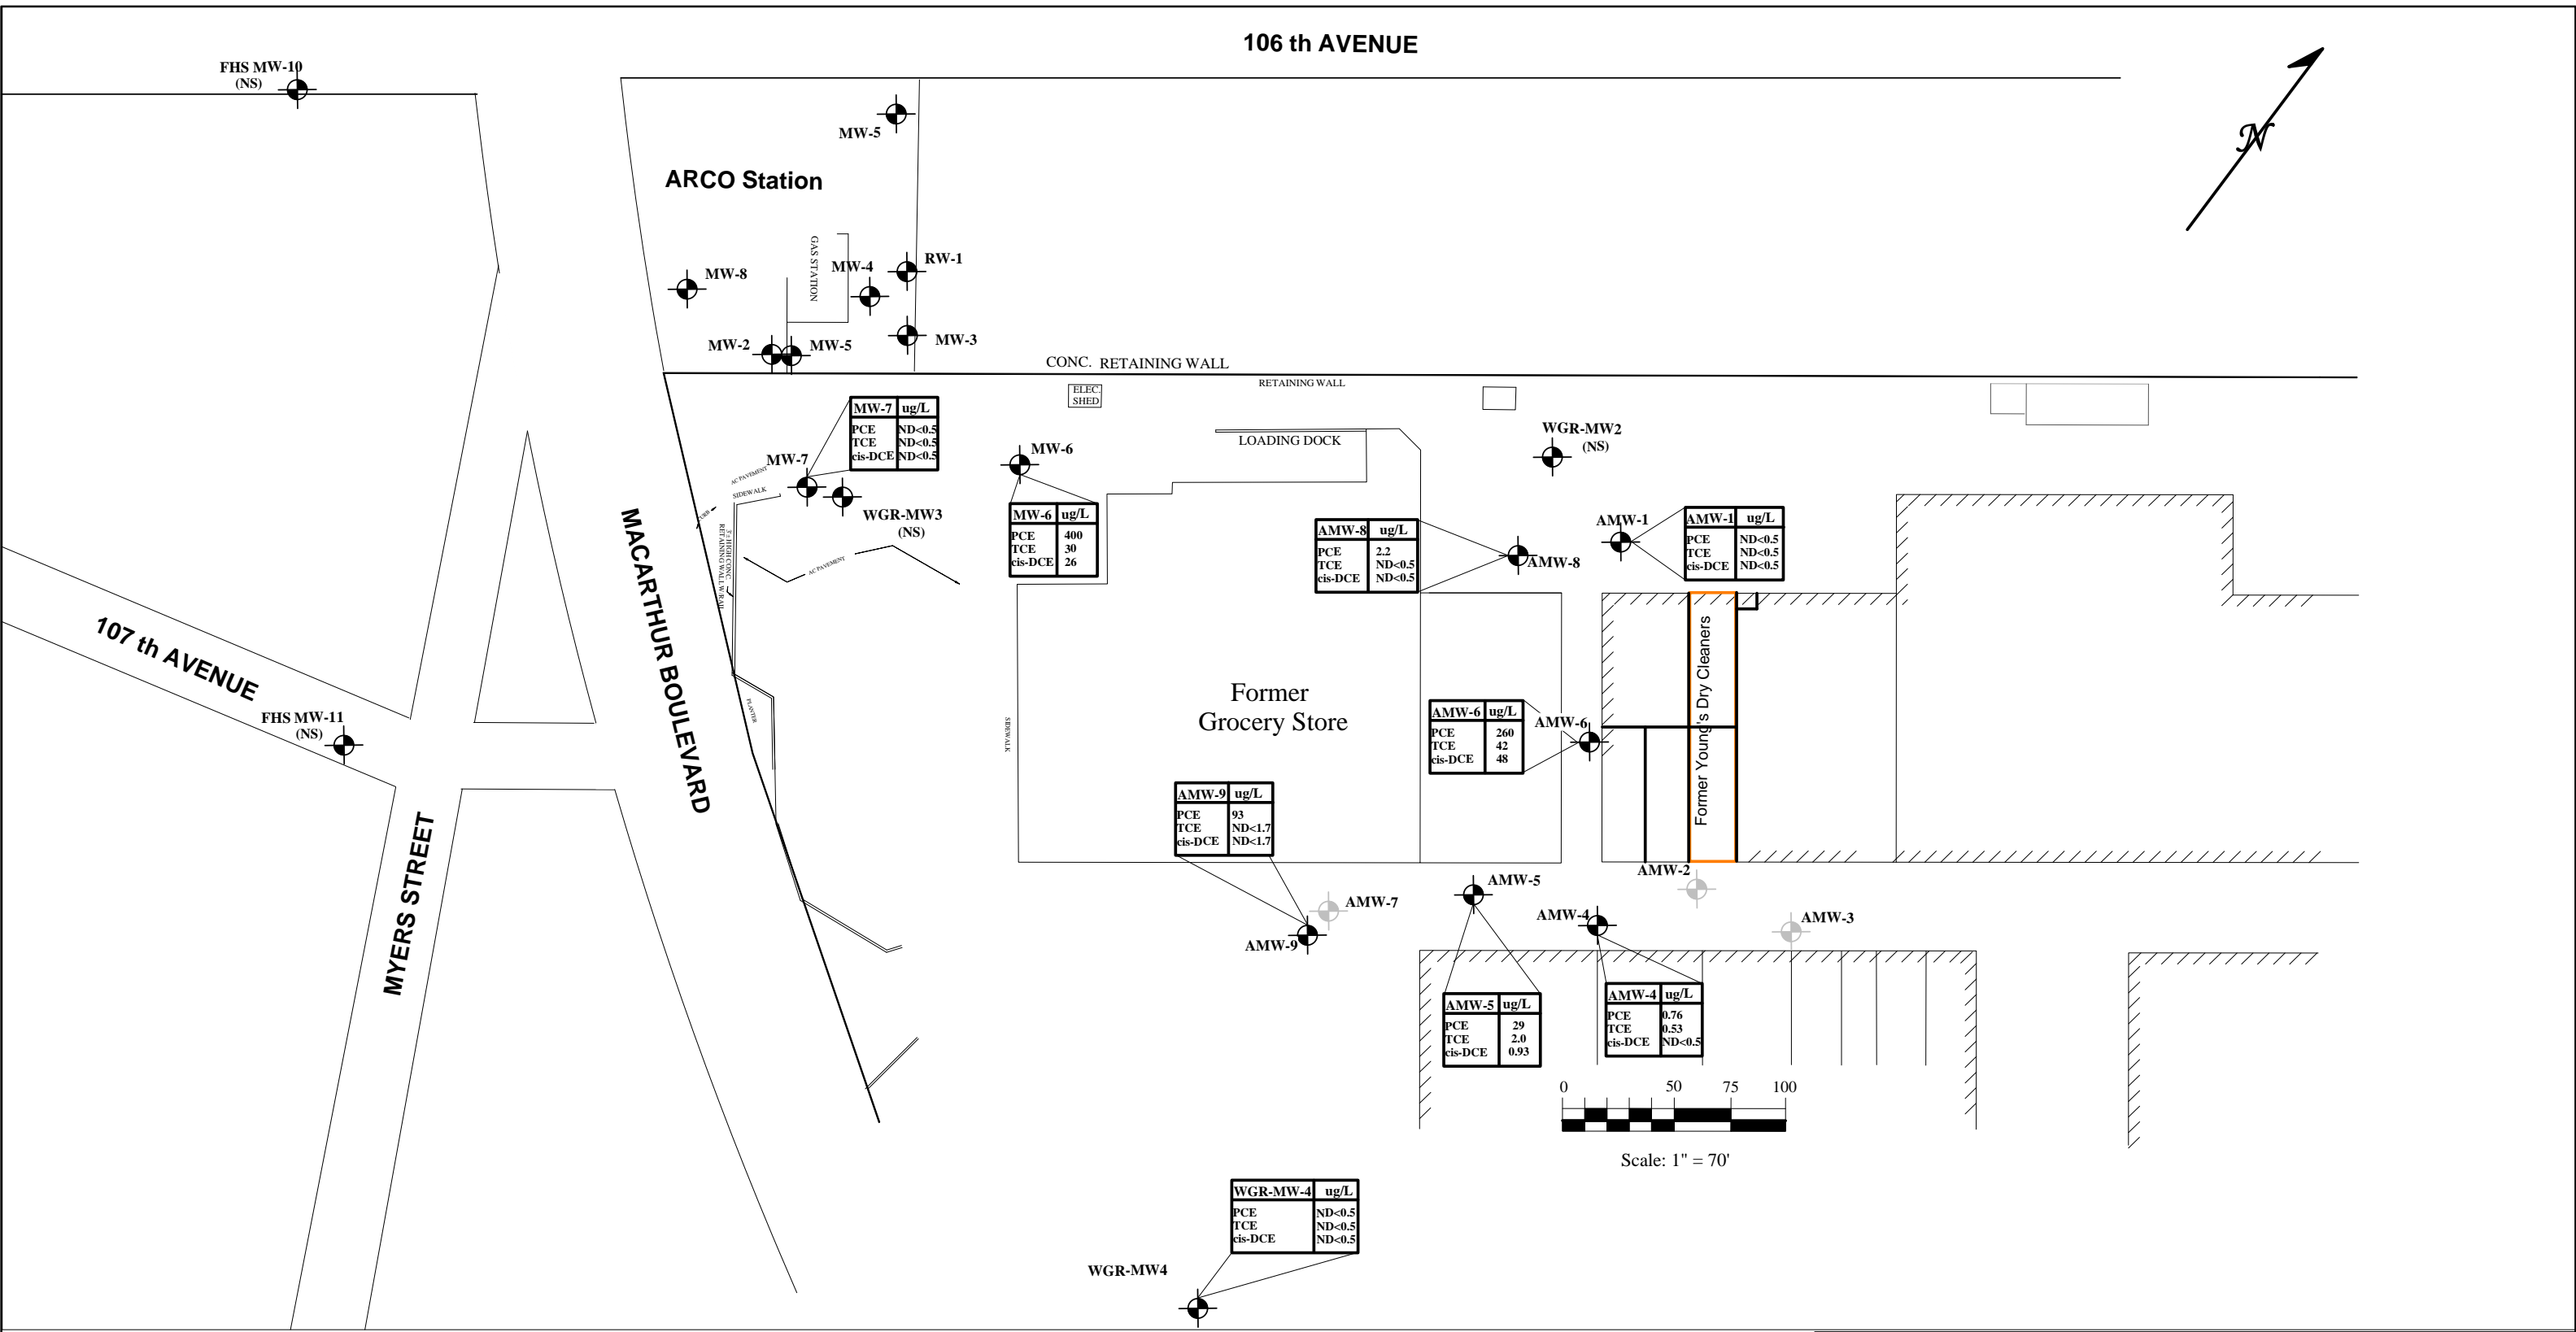 106 th AVENUE
FHS MW-10
(NS)
N
MW-5
ARCO Station
GAS STATION
MW-8
MW-4
RW-1
MW-2
MW-5
MW-3
CONC. RETAINING WALL
RETAINING WALL
ELEC.
SHED
MW-7 ug/L
PCE ND<0.5
TCE ND<0.5
cis-DCE ND<0.5
MW-7
AC PAVEMENT
SIDEWALK
WGR-MW3
(NS)
3'± HIGH CONC.
RETAINING WALL W/RAIL
AC PAVEMENT
MW-6
MW-6 ug/L
PCE 400
TCE 30
cis-DCE 26
LOADING DOCK
WGR-MW2
(NS)
AMW-8 ug/L
PCE 2.2
TCE ND<0.5
cis-DCE ND<0.5
AMW-8
AMW-1
AMW-1 ug/L
PCE ND<0.5
TCE ND<0.5
cis-DCE ND<0.5
MACARTHUR BOULEVARD
107 th AVENUE
FHS MW-11
(NS)
MYERS STREET
PLANTER
SIDEWALK
Former
Grocery Store
Former Young's Dry Cleaners
AMW-6 ug/L
PCE 260
TCE 42
cis-DCE 48
AMW-6
AMW-9 ug/L
PCE 93
TCE ND<1.7
cis-DCE ND<1.7
AMW-7
AMW-9
AMW-5
AMW-2
AMW-4
AMW-3
AMW-5 ug/L
PCE 29
TCE 2.0
cis-DCE 0.93
AMW-4 ug/L
PCE 0.76
TCE 0.53
cis-DCE ND<0.5
0 50 75 100
Scale: 1" = 70'
WGR-MW-4 ug/L
PCE ND<0.5
TCE ND<0.5
cis-DCE ND<0.5
WGR-MW4